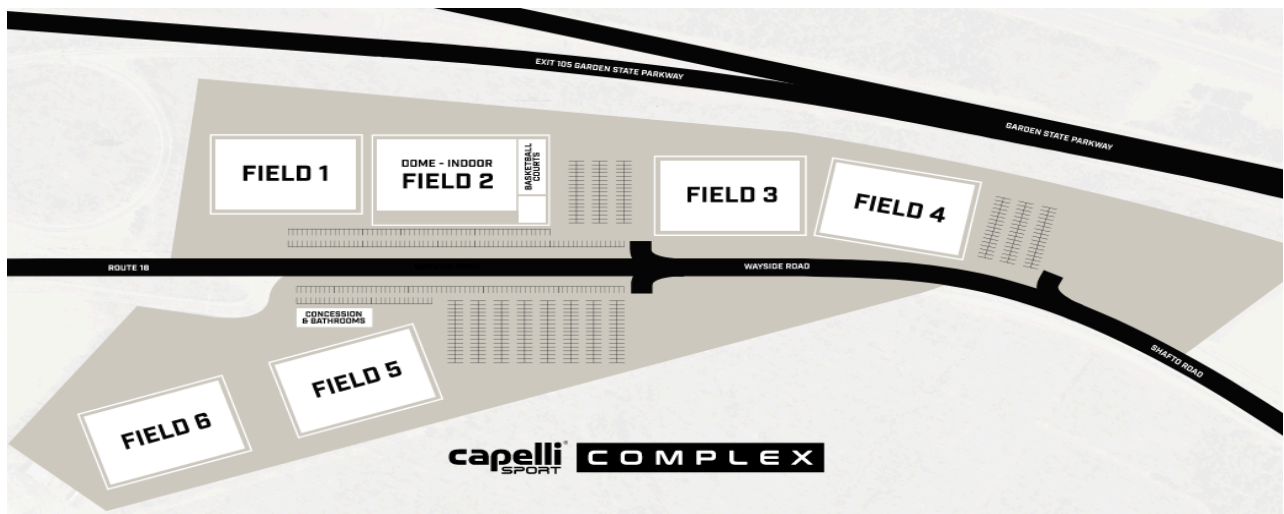 EXIT 105 GARDEN STATE PARKWAY
GARDEN STATE PARKWAY
FIELD 1
DOME - INDOOR
FIELD 2
BASKETBALL
COURTS
FIELD 3
FIELD 4
ROUTE 18
WAYSIDE ROAD
CONCESSION
& BATHROOMS
SHAFTO ROAD
FIELD 5
FIELD 6
capelli®
SPORT
COMPLEX